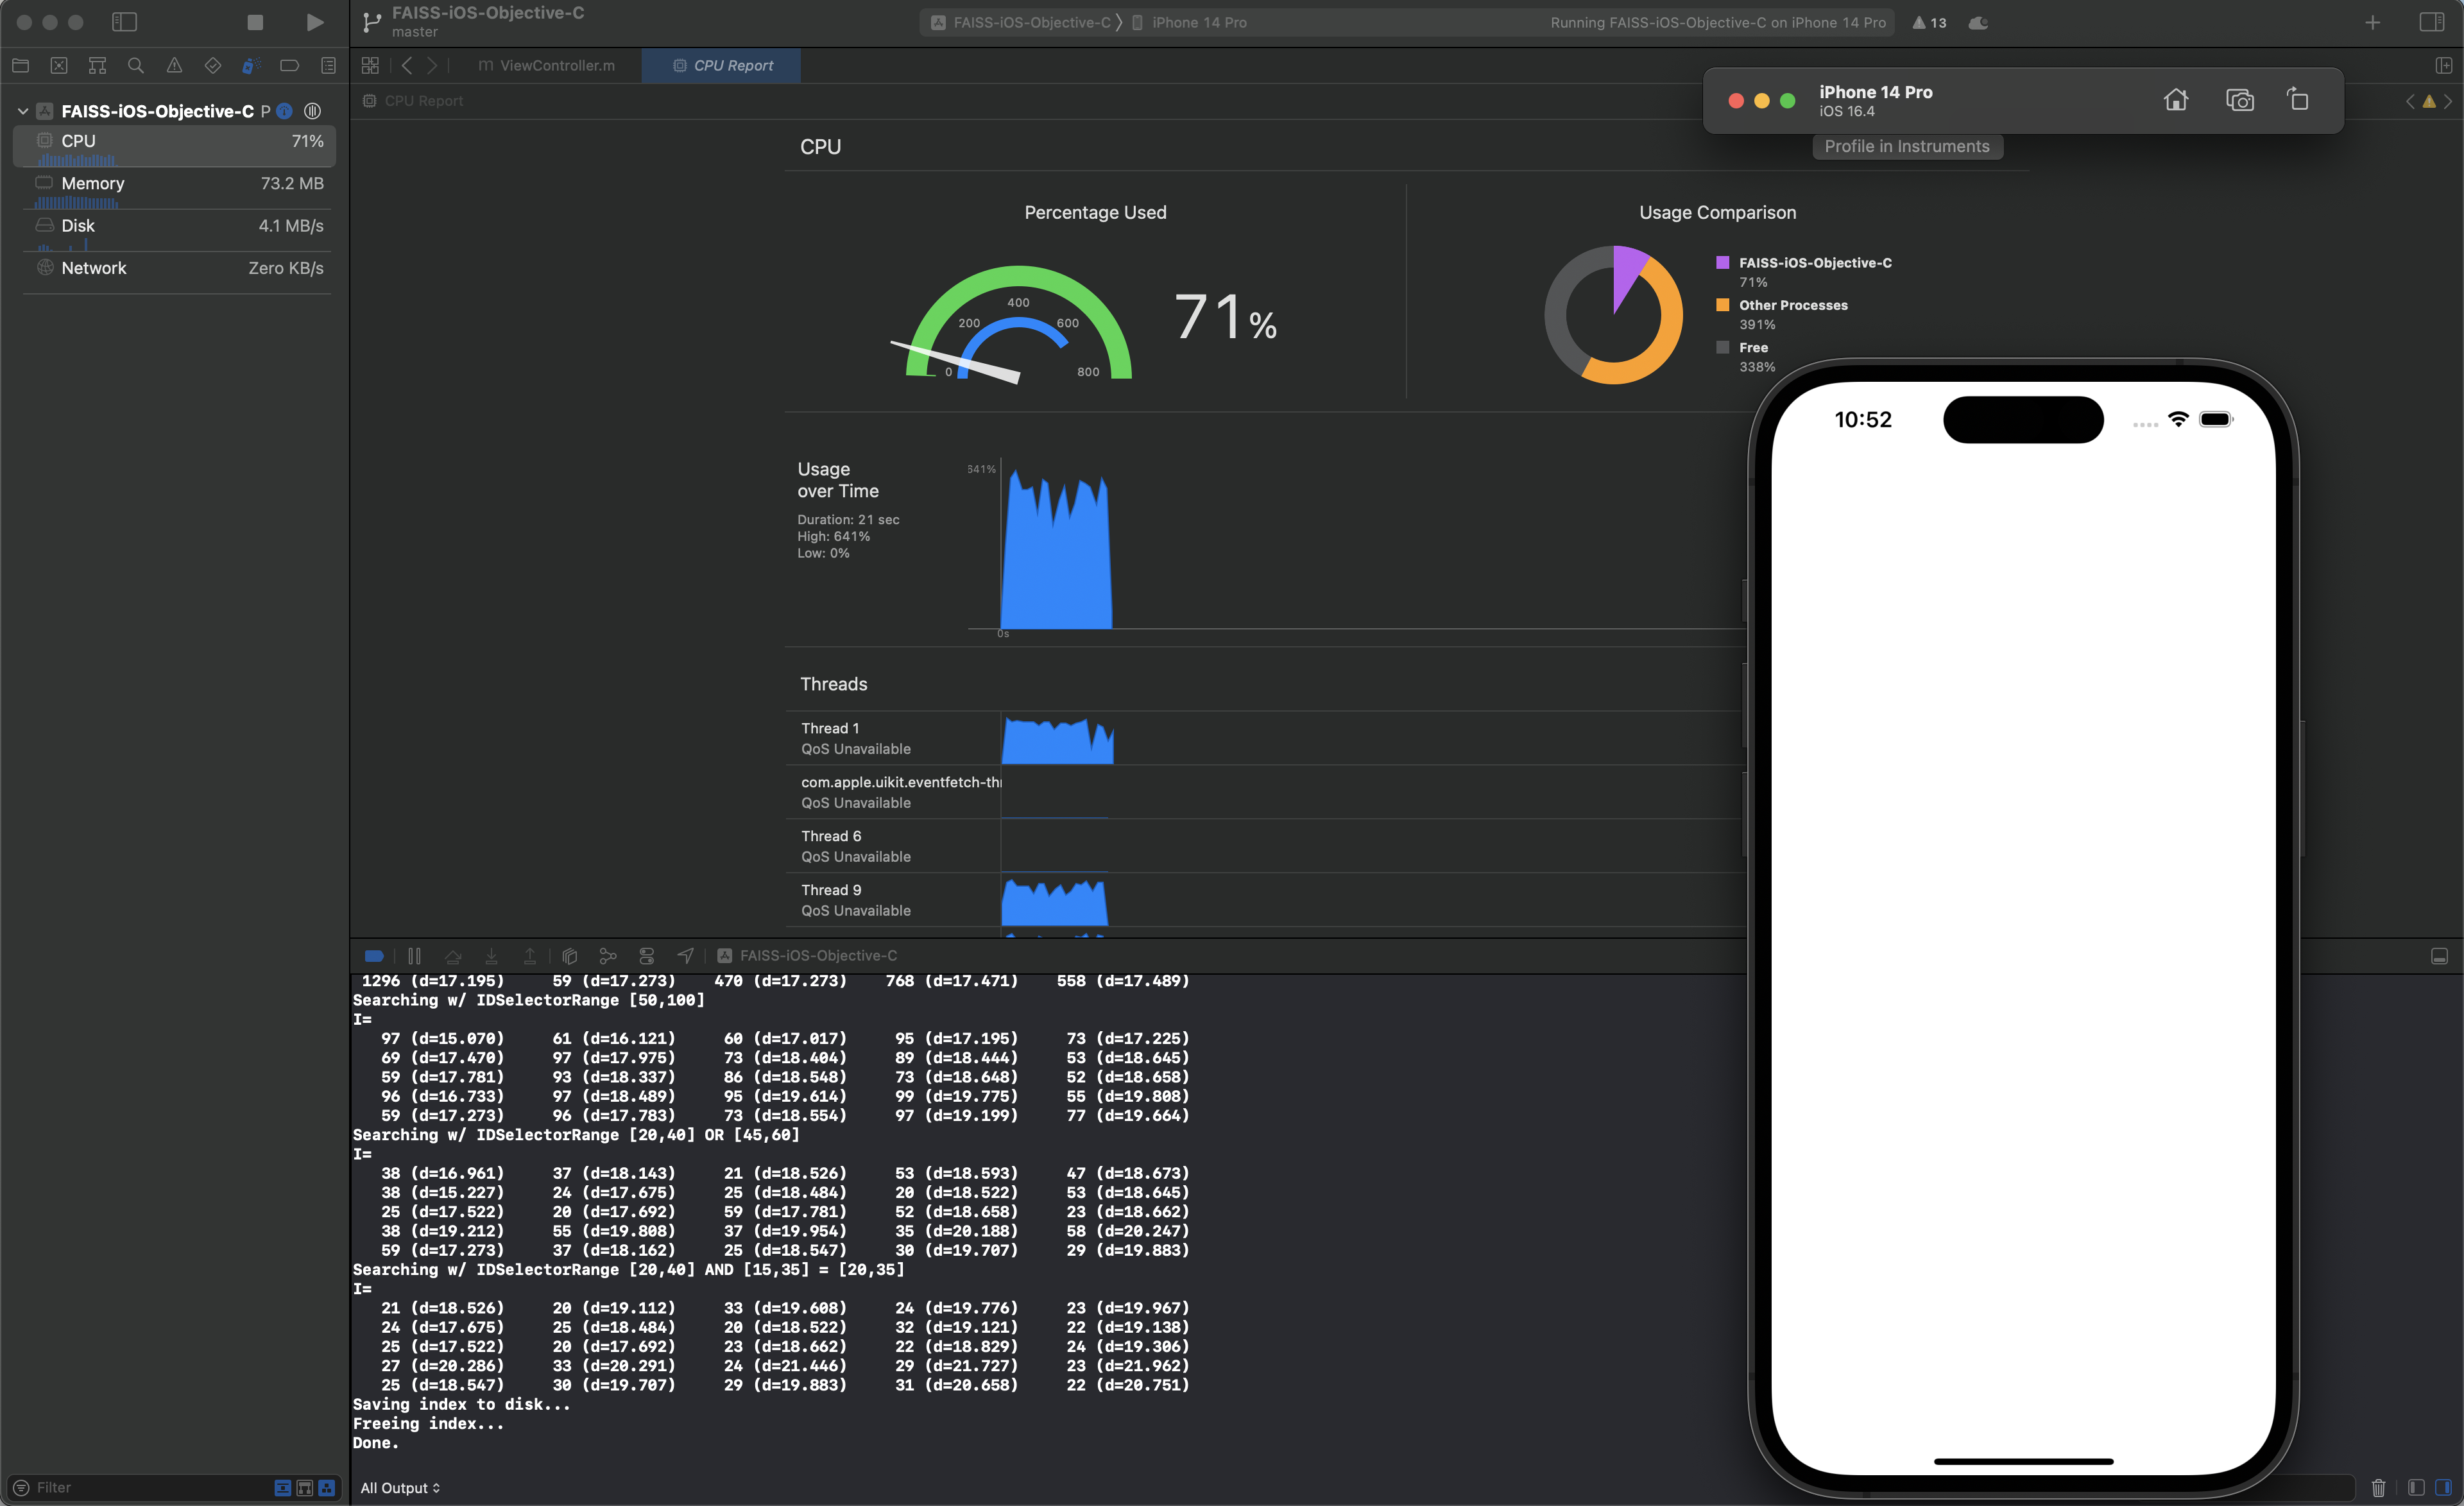 FAISS-iOS-Objective-C
master
FAISS-iOS-Objective-C
iPhone 14 Pro
Running FAISS-iOS-Objective-C on iPhone 14 Pro
13
ViewController.m
CPU Report
CPU Report
FAISS-iOS-Objective-C P
CPU 71%
Memory 73.2 MB
Disk 4.1 MB/s
Network Zero KB/s
iPhone 14 Pro
iOS 16.4
CPU
Profile in Instruments
Percentage Used
0 200 400 600 800
71%
Usage Comparison
FAISS-iOS-Objective-C
71%
Other Processes
391%
Free
338%
10:52
Usage
over Time
Duration: 21 sec
High: 641%
Low: 0%
641%
0s
Threads
Thread 1
QoS Unavailable
com.apple.uikit.eventfetch-thr
QoS Unavailable
Thread 6
QoS Unavailable
Thread 9
QoS Unavailable
FAISS-iOS-Objective-C
1296 (d=17.195) 59 (d=17.273) 470 (d=17.273) 768 (d=17.471) 558 (d=17.489)
Searching w/ IDSelectorRange [50,100]
I=
97 (d=15.070) 61 (d=16.121) 60 (d=17.017) 95 (d=17.195) 73 (d=17.225)
69 (d=17.470) 97 (d=17.975) 73 (d=18.404) 89 (d=18.444) 53 (d=18.645)
59 (d=17.781) 93 (d=18.337) 86 (d=18.548) 73 (d=18.648) 52 (d=18.658)
96 (d=16.733) 97 (d=18.489) 95 (d=19.614) 99 (d=19.775) 55 (d=19.808)
59 (d=17.273) 96 (d=17.783) 73 (d=18.554) 97 (d=19.199) 77 (d=19.664)
Searching w/ IDSelectorRange [20,40] OR [45,60]
I=
38 (d=16.961) 37 (d=18.143) 21 (d=18.526) 53 (d=18.593) 47 (d=18.673)
38 (d=15.227) 24 (d=17.675) 25 (d=18.484) 20 (d=18.522) 53 (d=18.645)
25 (d=17.522) 20 (d=17.692) 59 (d=17.781) 52 (d=18.658) 23 (d=18.662)
38 (d=19.212) 55 (d=19.808) 37 (d=19.954) 35 (d=20.188) 58 (d=20.247)
59 (d=17.273) 37 (d=18.162) 25 (d=18.547) 30 (d=19.707) 29 (d=19.883)
Searching w/ IDSelectorRange [20,40] AND [15,35] = [20,35]
I=
21 (d=18.526) 20 (d=19.112) 33 (d=19.608) 24 (d=19.776) 23 (d=19.967)
24 (d=17.675) 25 (d=18.484) 20 (d=18.522) 32 (d=19.121) 22 (d=19.138)
25 (d=17.522) 20 (d=17.692) 23 (d=18.662) 22 (d=18.829) 24 (d=19.306)
27 (d=20.286) 33 (d=20.291) 24 (d=21.446) 29 (d=21.727) 23 (d=21.962)
25 (d=18.547) 30 (d=19.707) 29 (d=19.883) 31 (d=20.658) 22 (d=20.751)
Saving index to disk...
Freeing index...
Done.
Filter
All Output